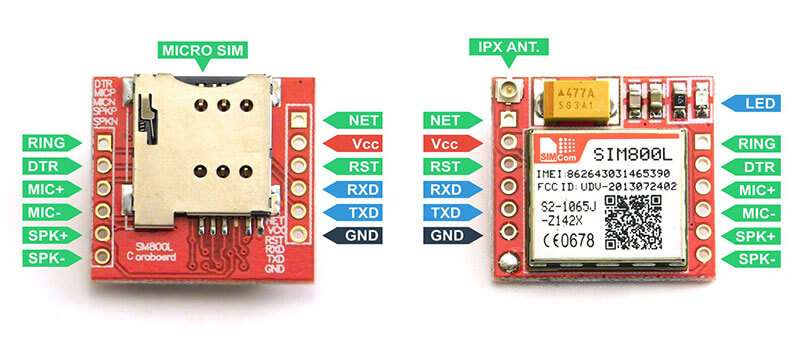 MICRO SIM
DTR
MICP
MICN
SPKP
SPKN
RING
DTR
MIC+
MIC-
SPK+
SPK-
NET
Vcc
RST
RXD
TXD
GND
NET
VCC
RST
RXD
TXD
GND
SM800L
Coraboard
IPX ANT.
477A
5G3A1
LED
NET
Vcc
RST
RXD
TXD
GND
SIMCom
SIM800L
IMEI:862643031465390
FCC ID: UDV-2013072402
S2-1065J
-Z142X
CE0678
RING
DTR
MIC+
MIC-
SPK+
SPK-